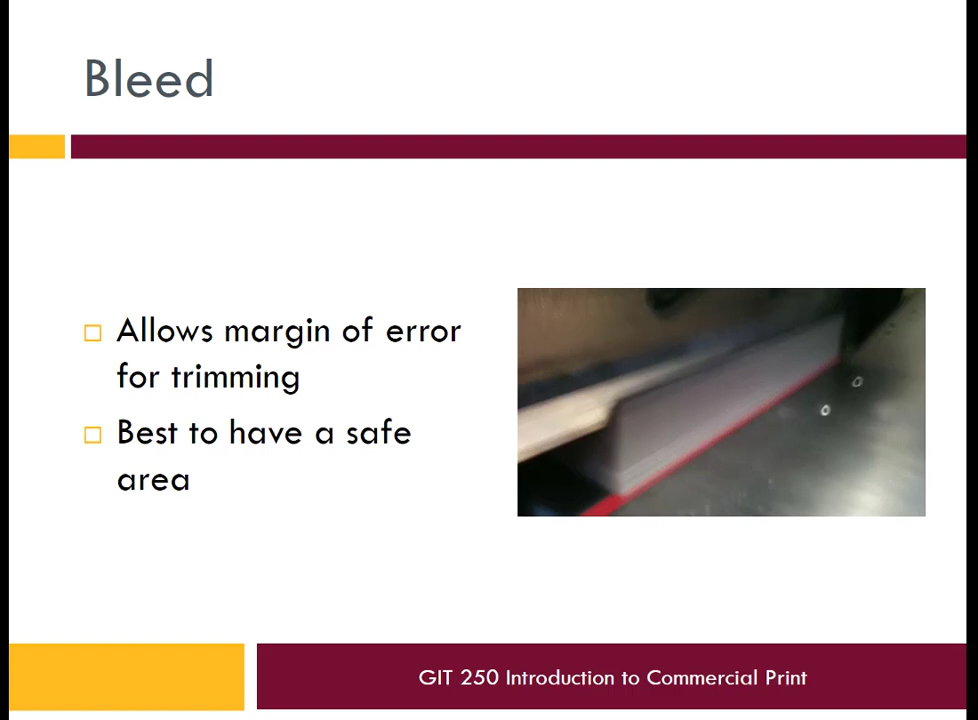 Bleed
Allows margin of error
for trimming
Best to have a safe
area
GIT 250 Introduction to Commercial Print